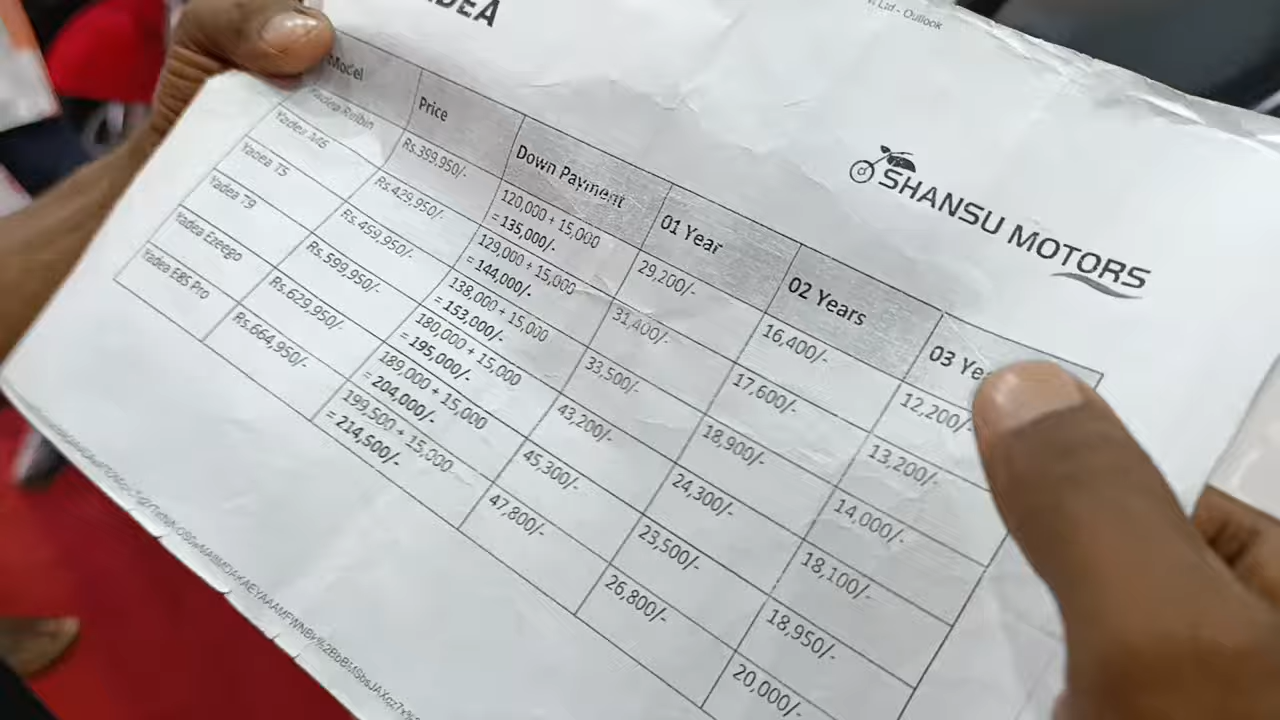 DEA
Ltd - Outlook
SHANSU MOTORS
Model Price Down Payment 01 Year 02 Years 03
Yadea Ruibin Rs.399,950/- 120,000 + 15,000 29,200/- 16,400/- 12,200/-
= 135,000/-
Yadea M6 Rs.429,950/- 129,000 + 15,000 31,400/- 17,600/- 13,200/-
= 144,000/-
Yadea T5 Rs.459,950/- 138,000 + 15,000 33,500/- 18,900/- 14,000/-
= 153,000/-
Yadea T9 Rs.599,950/- 180,000 + 15,000 43,200/- 24,300/- 18,100/-
= 195,000/-
Yadea Ezeego Rs.629,950/- 189,000 + 15,000 45,300/- 23,500/- 18,950/-
= 204,000/-
Yadea E8S Pro Rs.664,950/- 199,500 + 15,000 47,800/- 26,800/- 20,000/-
= 214,500/-